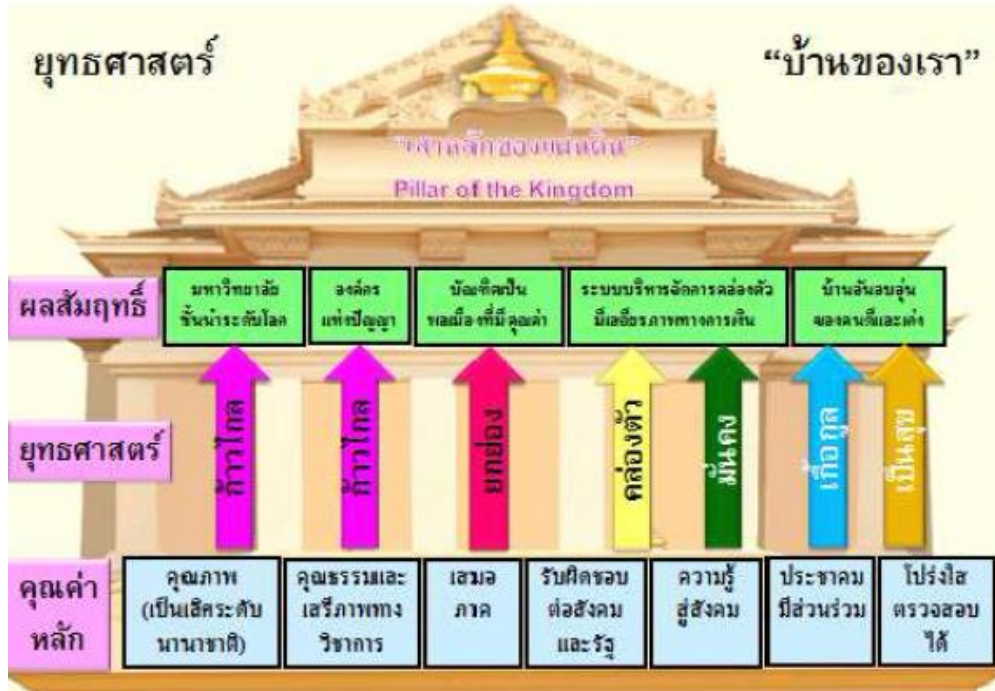 ยุทธศาสตร์
“บ้านของเรา”
“เสาหลักของแผ่นดิน”
Pillar of the Kingdom
ผลสัมฤทธิ์
มหาวิทยาลัย
ชั้นนำระดับโลก
องค์กร
แห่งปัญญา
บัณฑิตเป็น
พลเมืองที่มีคุณค่า
ระบบบริหารจัดการคล่องตัว
มีเสถียรภาพทางการเงิน
บ้านอันอบอุ่น
ของคนดีและเก่ง
ยุทธศาสตร์
ก้าวไกล
ก้าวไกล
ยกย่อง
คล่องตัว
มั่นคง
เกื้อกูล
เป็นสุข
คุณค่า
หลัก
คุณภาพ
(เป็นเลิศระดับ
นานาชาติ)
คุณธรรมและ
เสรีภาพทาง
วิชาการ
เสมอ
ภาค
รับผิดชอบ
ต่อสังคม
และรัฐ
ความรู้
สู่สังคม
ประชาคม
มีส่วนร่วม
โปร่งใส
ตรวจสอบ
ได้